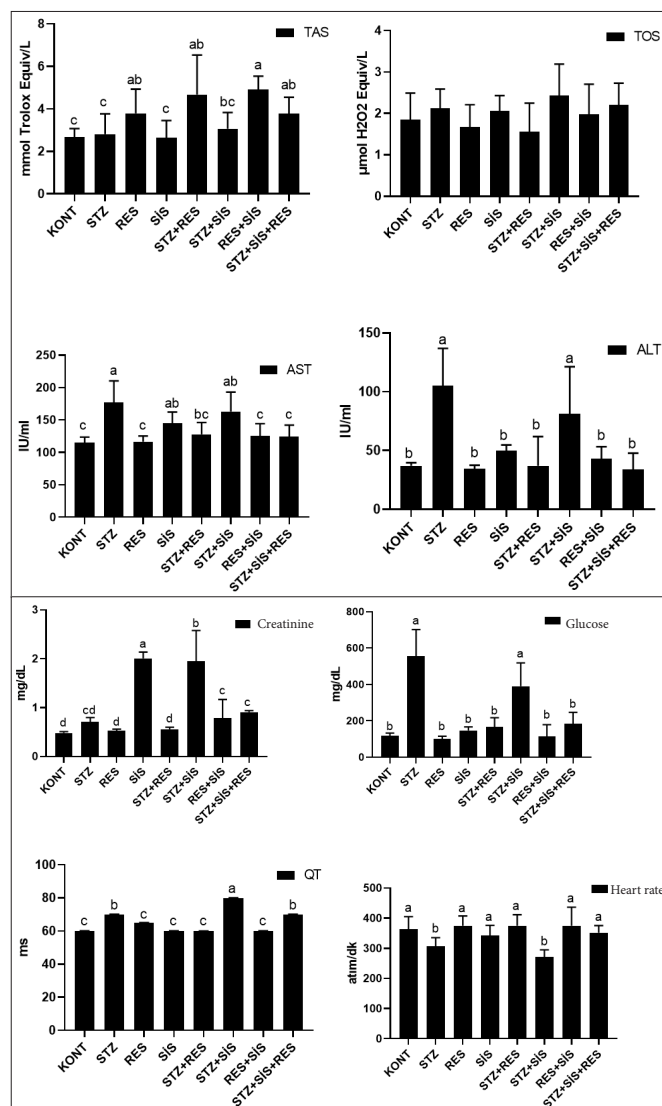 TAS
mmol Trolox Equiv/L
8
6
4
2
0
c c ab c ab bc a ab
KONT STZ RES SİS STZ+RES STZ+SİS RES+SİS STZ+SİS+RES
TOS
µmol H2O2 Equiv/L
4
3
2
1
0
KONT STZ RES SİS STZ+RES STZ+SİS RES+SİS STZ+SİS+RES
AST
IU/ml
250
200
150
100
50
0
c a c ab bc ab c c
KONT STZ RES SİS STZ+RES STZ+SİS RES+SİS STZ+SİS+RES
ALT
IU/ml
150
100
50
0
b a b b b a b b
KONT STZ RES SİS STZ+RES STZ+SİS RES+SİS STZ+SİS+RES
Creatinine
mg/dL
3
2
1
0
d cd d a d b c c
KONT STZ RES SİS STZ+RES STZ+SİS RES+SİS STZ+SİS+RES
Glucose
mg/dL
800
600
400
200
0
b a b b b a b b
KONT STZ RES SİS STZ+RES STZ+SİS RES+SİS STZ+SİS+RES
QT
ms
100
80
60
40
20
0
c b c c c a c b
KONT STZ RES SİS STZ+RES STZ+SİS RES+SİS STZ+SİS+RES
Heart rate
atım/dk
500
400
300
200
100
0
a b a a a b a a
KONT STZ RES SİS STZ+RES STZ+SİS RES+SİS STZ+SİS+RES